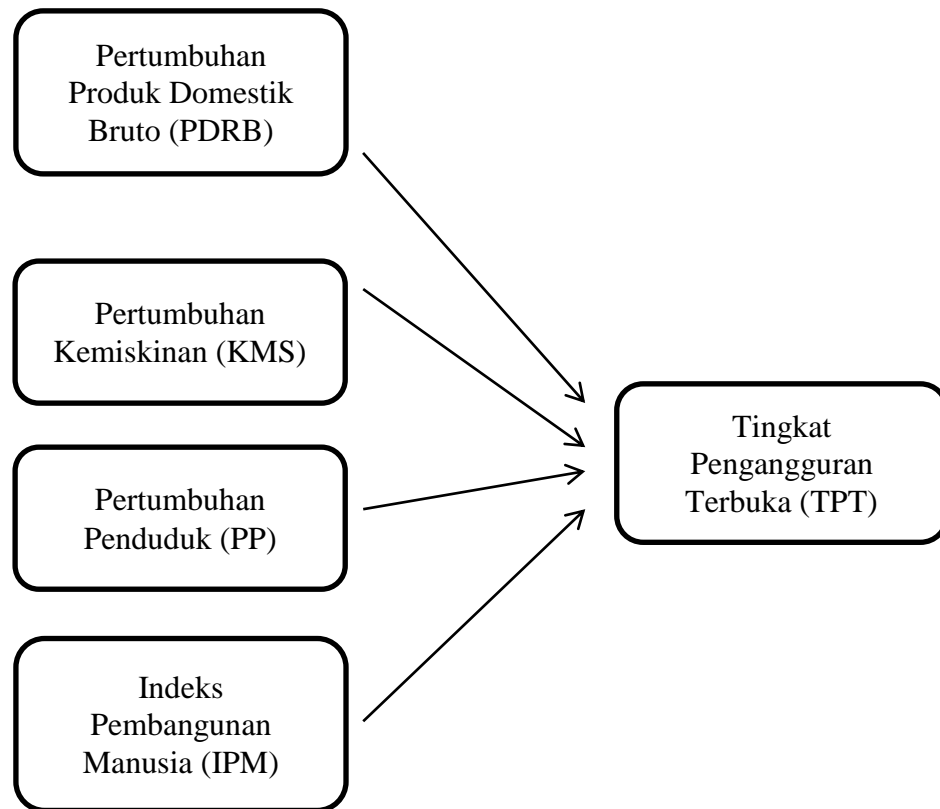 Pertumbuhan
Produk Domestik
Bruto (PDRB)
Pertumbuhan
Kemiskinan (KMS)
Pertumbuhan
Penduduk (PP)
Indeks
Pembangunan
Manusia (IPM)
Tingkat
Pengangguran
Terbuka (TPT)